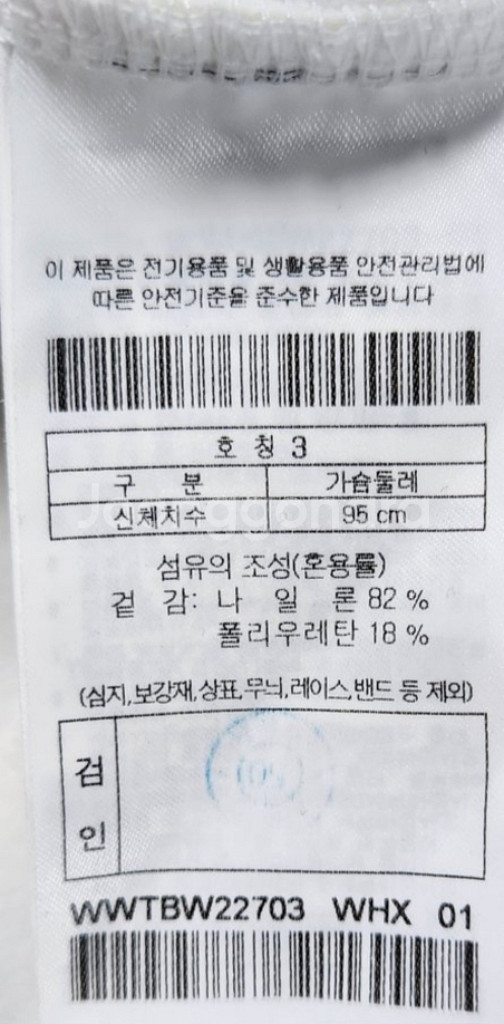 이 제품은 전기용품 및 생활용품 안전관리법에
따른 안전기준을 준수한 제품입니다
호 칭 3
구 분 가슴둘레
신체치수 95 cm
섬유의 조성(혼용률)
겉 감: 나 일 론 82 %
폴리우레탄 18 %
(심지,보강재,상표,무늬,레이스,밴드 등 제외)
검
인
WWTBW22703 WHX 01